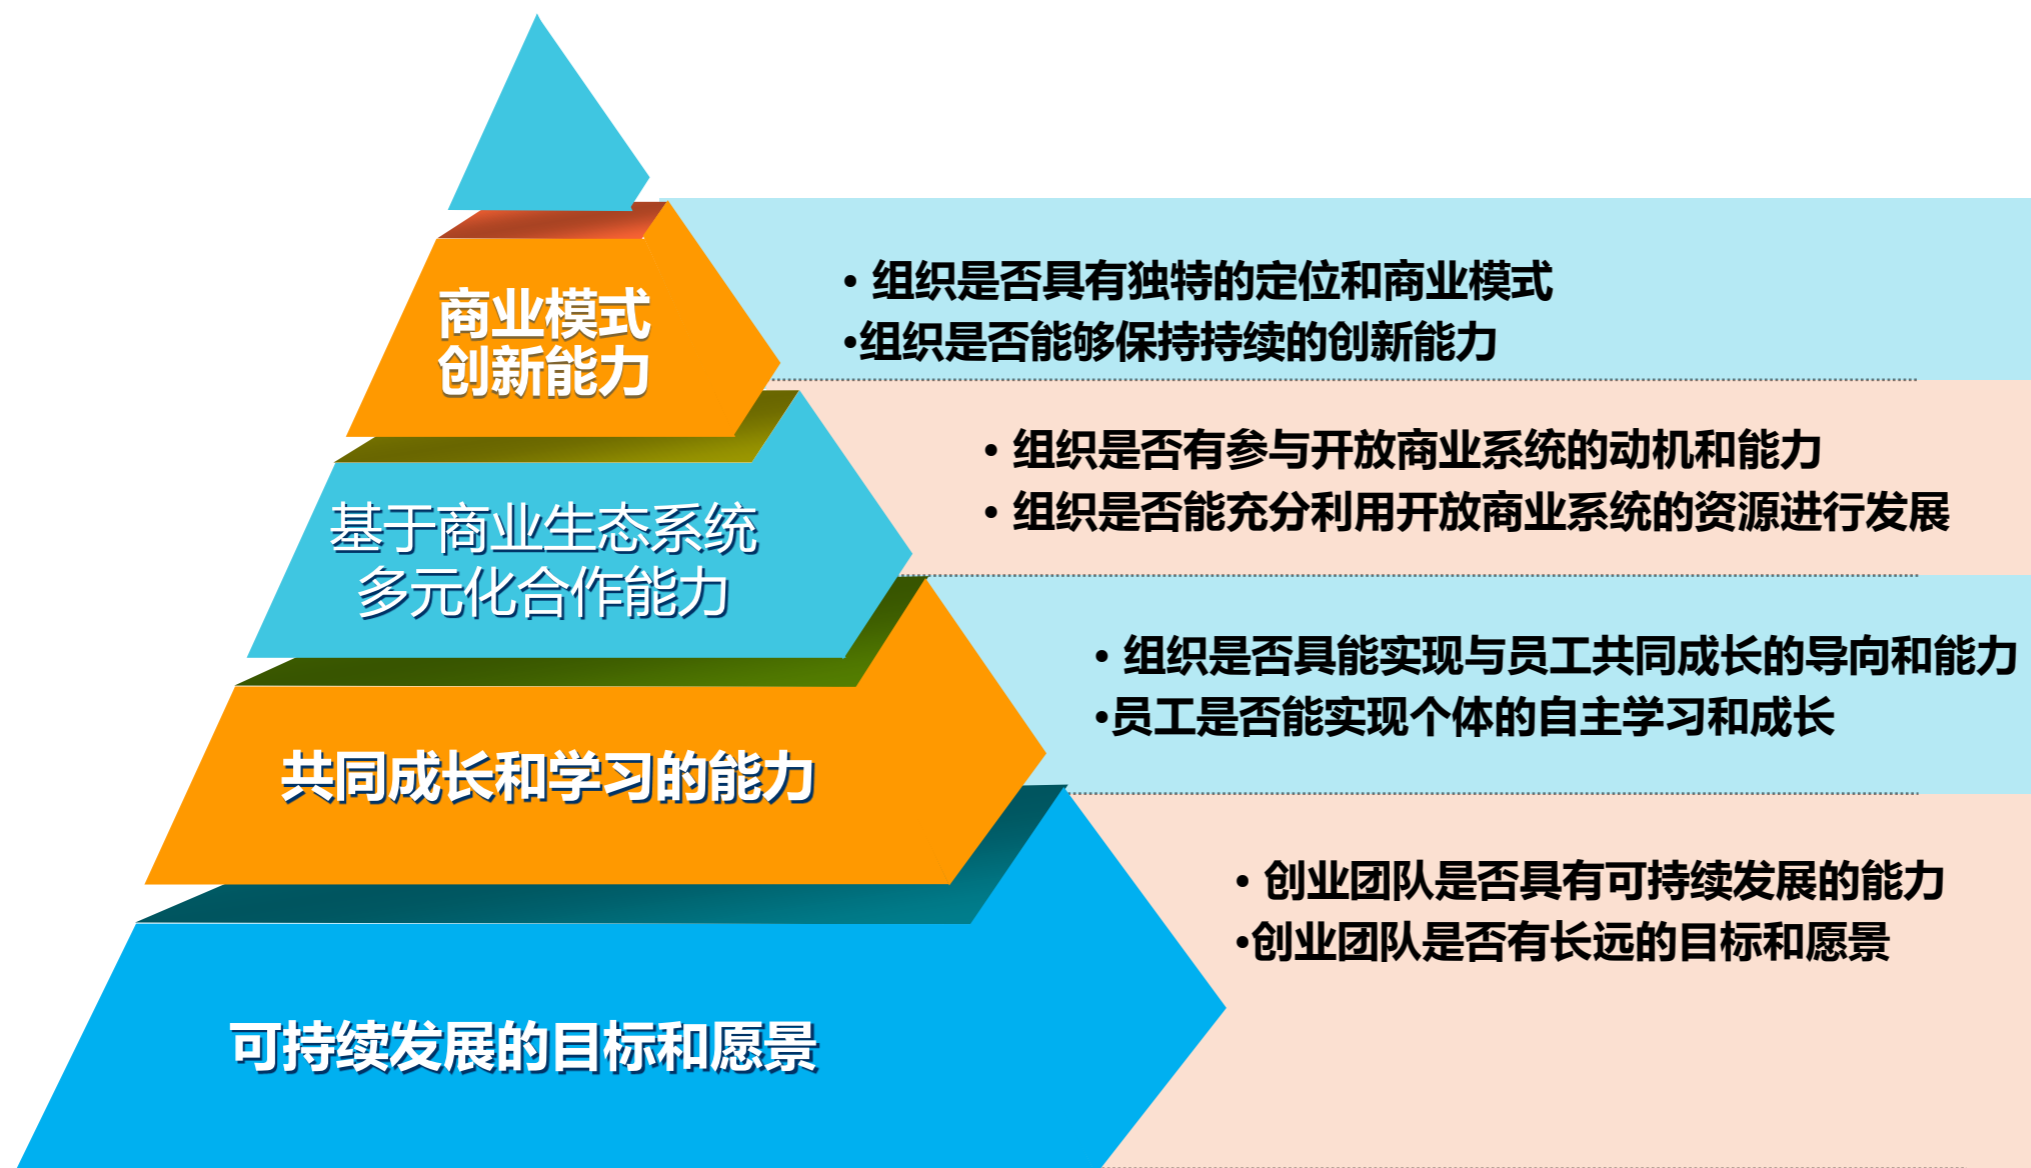 商业模式
创新能力
• 组织是否具有独特的定位和商业模式
•组织是否能够保持持续的创新能力
基于商业生态系统
多元化合作能力
• 组织是否有参与开放商业系统的动机和能力
• 组织是否能充分利用开放商业系统的资源进行发展
共同成长和学习的能力
• 组织是否具能实现与员工共同成长的导向和能力
•员工是否能实现个体的自主学习和成长
可持续发展的目标和愿景
• 创业团队是否具有可持续发展的能力
•创业团队是否有长远的目标和愿景